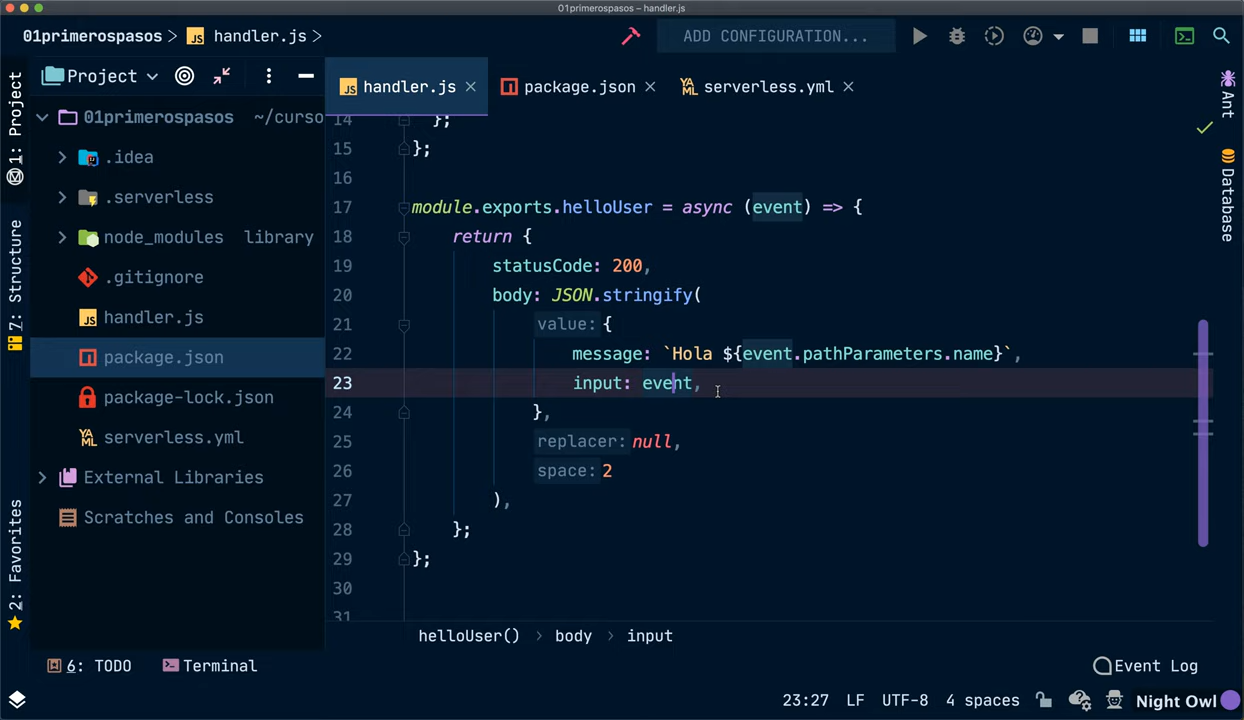 01primerospasos – handler.js
01primerospasos > handler.js >
ADD CONFIGURATION...
1: Project
7: Structure
2: Favorites
Project
01primerospasos ~/curso
.idea
.serverless
node_modules library
.gitignore
handler.js
package.json
package-lock.json
serverless.yml
External Libraries
Scratches and Consoles
handler.js
package.json
serverless.yml
14 };
15 };
16
17 module.exports.helloUser = async (event) => {
18 return {
19 statusCode: 200,
20 body: JSON.stringify(
21 value: {
22 message: `Hola ${event.pathParameters.name}`,
23 input: event,
24 },
25 replacer: null,
26 space: 2
27 ),
28 };
29 };
30
31
helloUser() > body > input
Ant
Database
6: TODO
Terminal
Event Log
23:27 LF UTF-8 4 spaces Night Owl